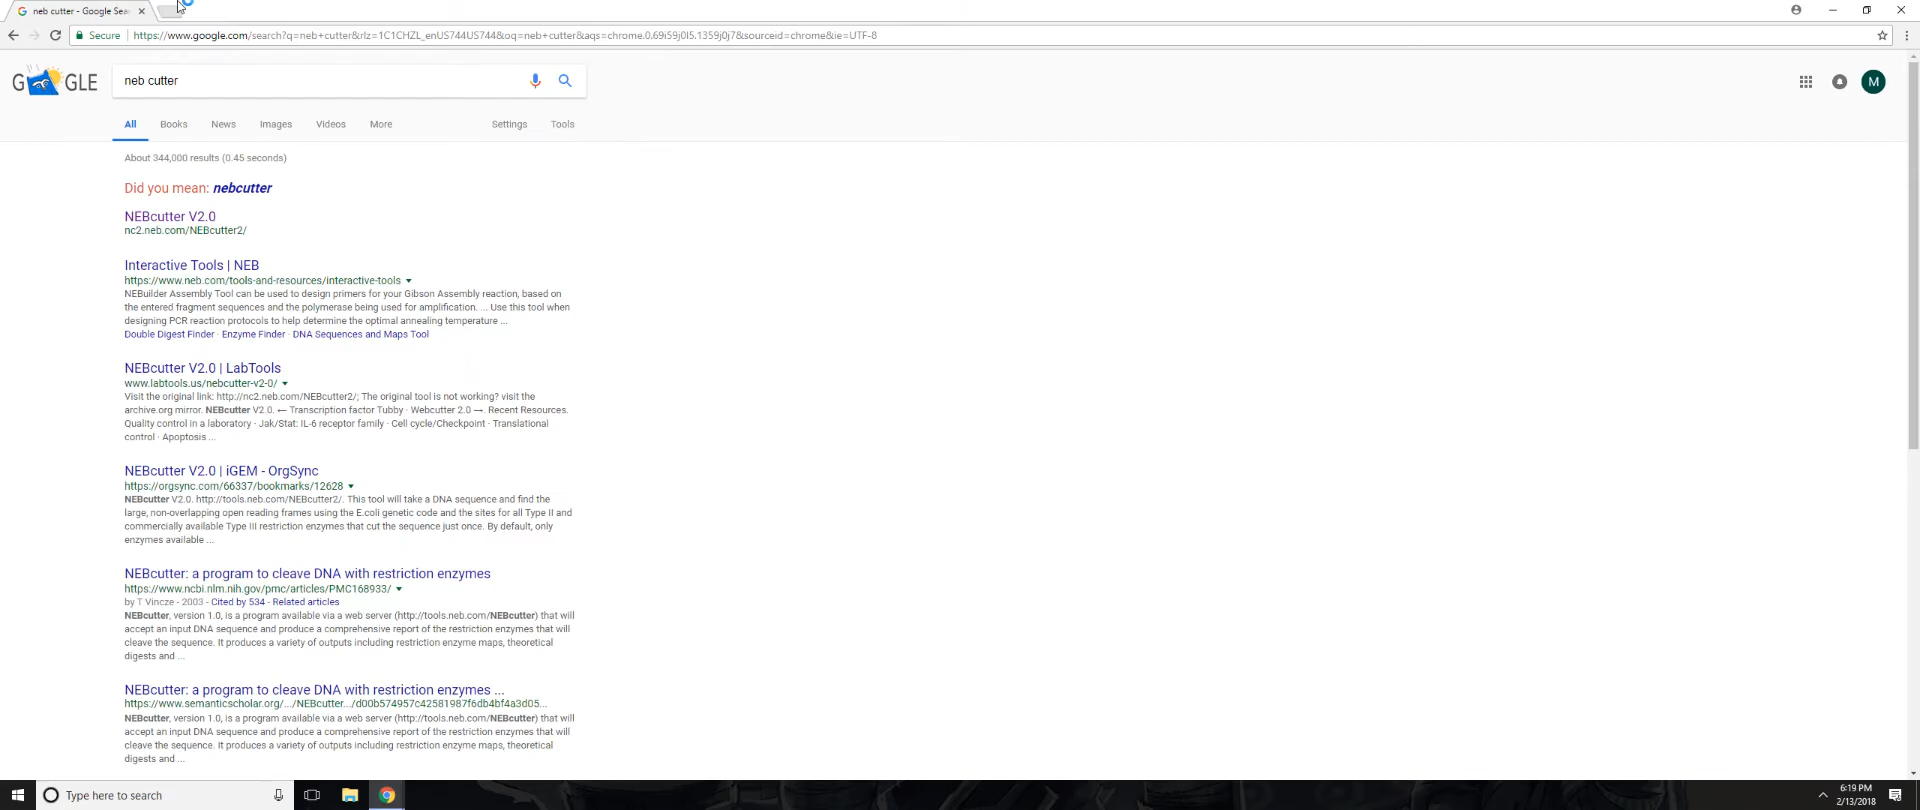 neb cutter - Google Sea
Secure https://www.google.com/search?q=neb+cutter&rlz=1C1CHZL_enUS744US744&oq=neb+cutter&aqs=chrome.0.69i59j0l5.1359j0j7&sourceid=chrome&ie=UTF-8
GOOGLE neb cutter M
All Books News Images Videos More Settings Tools
About 344,000 results (0.45 seconds)
Did you mean: nebcutter
NEBcutter V2.0
nc2.neb.com/NEBcutter2/
Interactive Tools | NEB
https://www.neb.com/tools-and-resources/interactive-tools
NEBuilder Assembly Tool can be used to design primers for your Gibson Assembly reaction, based on
the entered fragment sequences and the polymerase being used for amplification. ... Use this tool when
designing PCR reaction protocols to help determine the optimal annealing temperature ...
Double Digest Finder · Enzyme Finder · DNA Sequences and Maps Tool
NEBcutter V2.0 | LabTools
www.labtools.us/nebcutter-v2-0/
Visit the original link: http://nc2.neb.com/NEBcutter2/; The original tool is not working? visit the
archive.org mirror. NEBcutter V2.0. ← Transcription factor Tubby · Webcutter 2.0 →. Recent Resources.
Quality control in a laboratory · Jak/Stat: IL-6 receptor family · Cell cycle/Checkpoint · Translational
control · Apoptosis ...
NEBcutter V2.0 | iGEM - OrgSync
https://orgsync.com/66337/bookmarks/12628
NEBcutter V2.0. http://tools.neb.com/NEBcutter2/. This tool will take a DNA sequence and find the
large, non-overlapping open reading frames using the E.coli genetic code and the sites for all Type II and
commercially available Type III restriction enzymes that cut the sequence just once. By default, only
enzymes available ...
NEBcutter: a program to cleave DNA with restriction enzymes
https://www.ncbi.nlm.nih.gov/pmc/articles/PMC168933/
by T Vincze - 2003 - Cited by 534 - Related articles
NEBcutter, version 1.0, is a program available via a web server (http://tools.neb.com/NEBcutter) that will
accept an input DNA sequence and produce a comprehensive report of the restriction enzymes that will
cleave the sequence. It produces a variety of outputs including restriction enzyme maps, theoretical
digests and ...
NEBcutter: a program to cleave DNA with restriction enzymes ...
https://www.semanticscholar.org/.../NEBcutter.../d00b574957c42581987f6db4bf4a3d05...
NEBcutter, version 1.0, is a program available via a web server (http://tools.neb.com/NEBcutter) that will
accept an input DNA sequence and produce a comprehensive report of the restriction enzymes that will
cleave the sequence. It produces a variety of outputs including restriction enzyme maps, theoretical
digests and ...
Type here to search
6:19 PM
2/13/2018